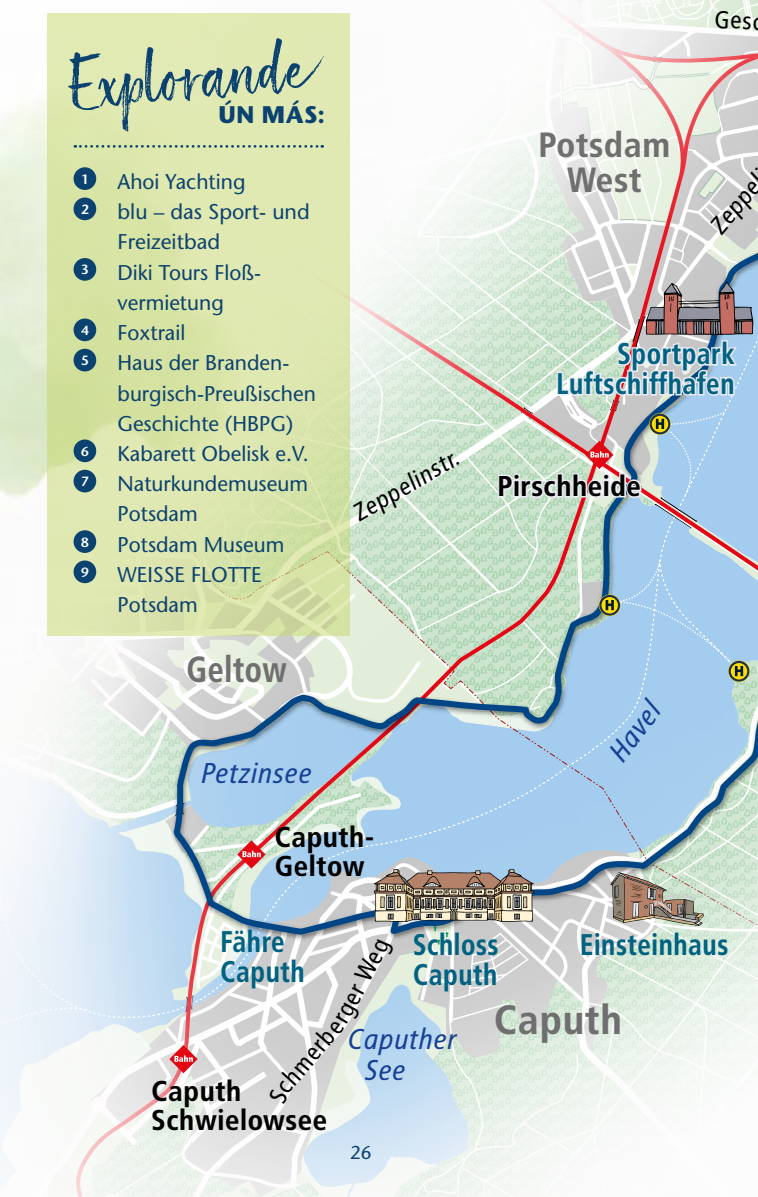 Explorande
ÚN MÁS:
1 Ahoi Yachting
2 blu – das Sport- und
Freizeitbad
3 Diki Tours Floß-
vermietung
4 Foxtrail
5 Haus der Branden-
burgisch-Preußischen
Geschichte (HBPG)
6 Kabarett Obelisk e.V.
7 Naturkundemuseum
Potsdam
8 Potsdam Museum
9 WEISSE FLOTTE
Potsdam
Potsdam
West
Sportpark
Luftschiffhafen
H
Bahn
Pirschheide
Zeppelinstr.
H
H
Geltow
Havel
Petzinsee
Bahn
Caputh-
Geltow
Fähre
Caputh
Schloss
Caputh
Einsteinhaus
Schmerberger Weg
Caputh
Caputher
See
Bahn
Caputh
Schwielowsee
26